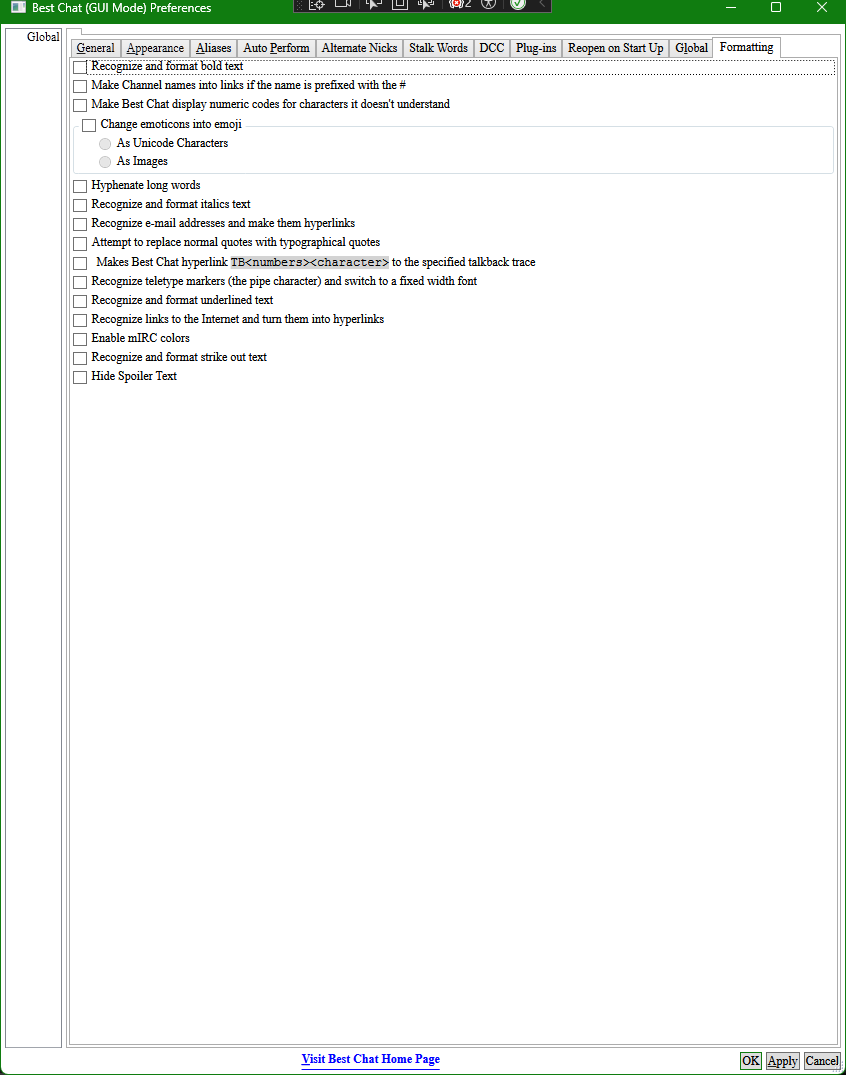 Best Chat (GUI Mode) Preferences
2
Global
General Appearance Aliases Auto Perform Alternate Nicks Stalk Words DCC Plug-ins Reopen on Start Up Global Formatting
Recognize and format bold text
Make Channel names into links if the name is prefixed with the #
Make Best Chat display numeric codes for characters it doesn't understand
Change emoticons into emoji
As Unicode Characters
As Images
Hyphenate long words
Recognize and format italics text
Recognize e-mail addresses and make them hyperlinks
Attempt to replace normal quotes with typographical quotes
Makes Best Chat hyperlink TB<numbers><character> to the specified talkback trace
Recognize teletype markers (the pipe character) and switch to a fixed width font
Recognize and format underlined text
Recognize links to the Internet and turn them into hyperlinks
Enable mIRC colors
Recognize and format strike out text
Hide Spoiler Text
Visit Best Chat Home Page
OK Apply Cancel